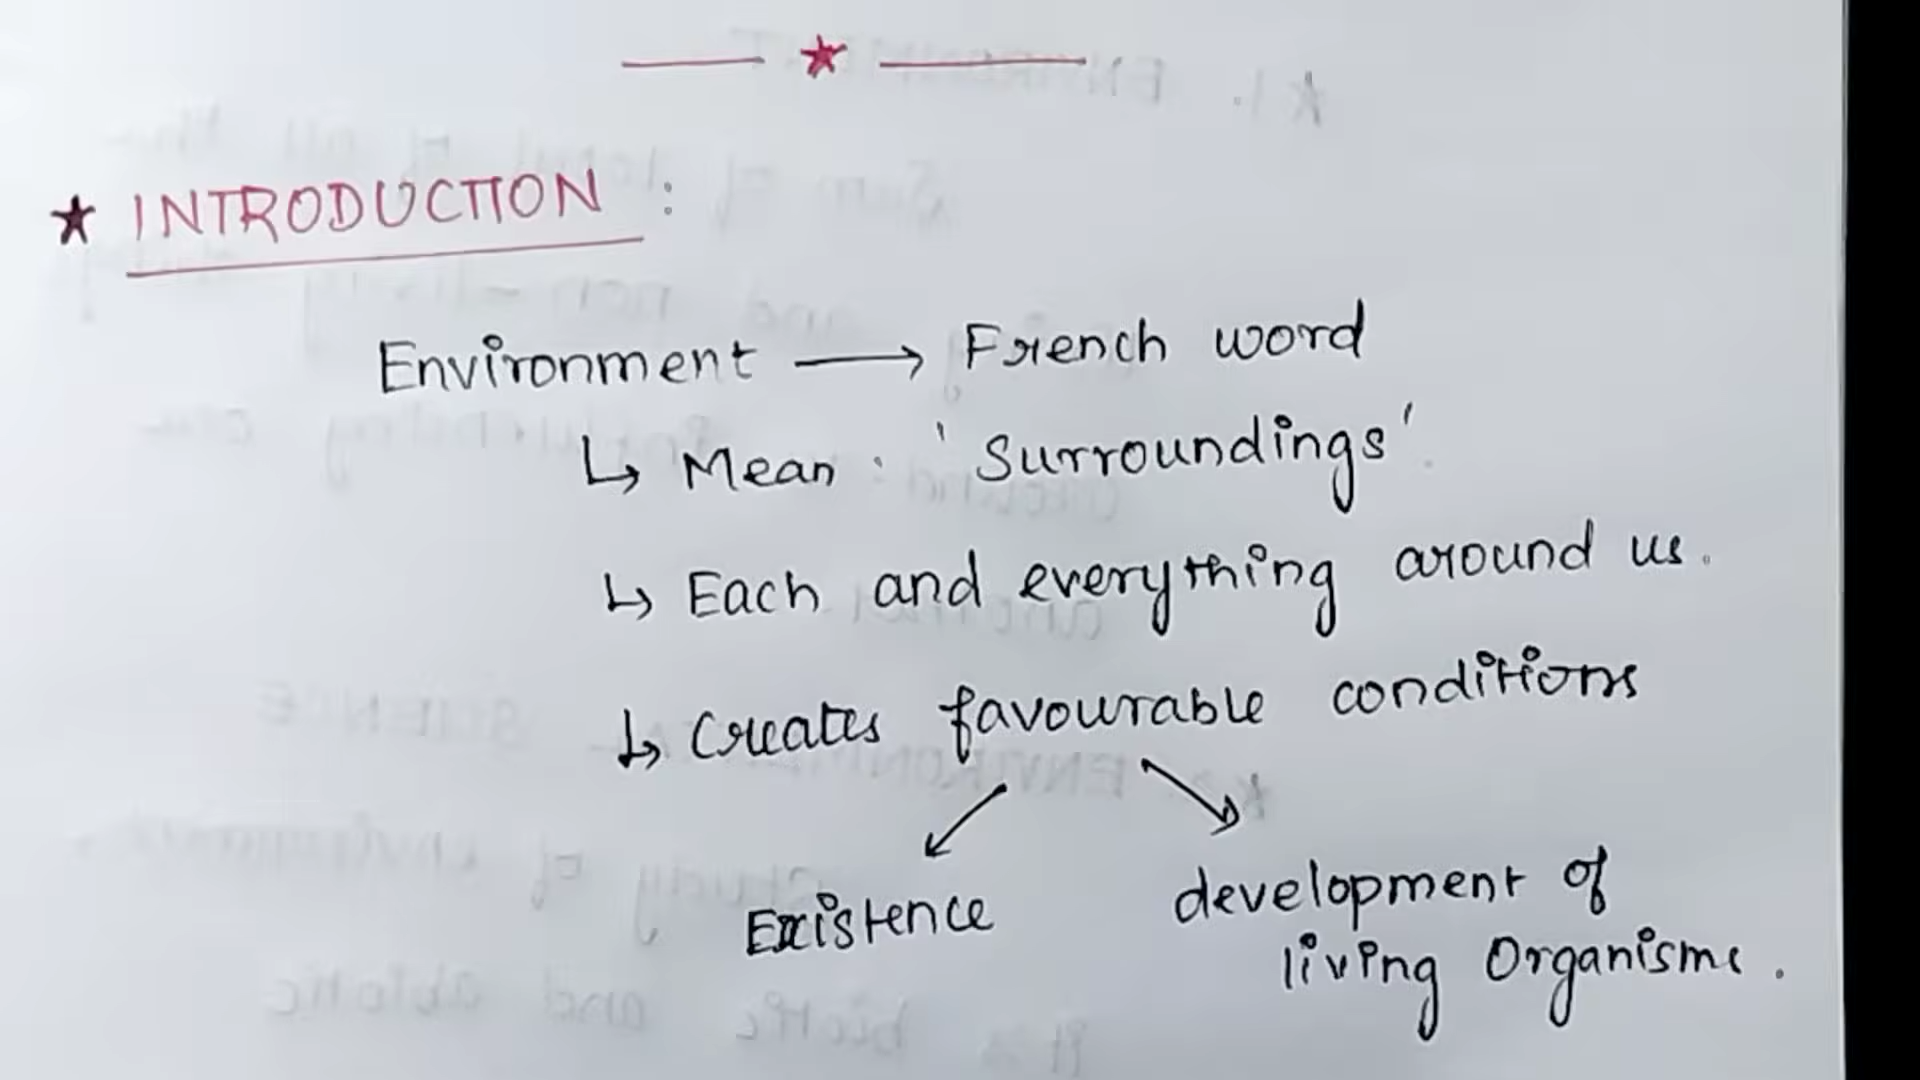 ★ INTRODUCTION :
Environment → French word
↳ Mean : 'Surroundings'.
↳ Each and everything around us.
↳ Creates favourable conditions
Existence
development of
living Organisms.